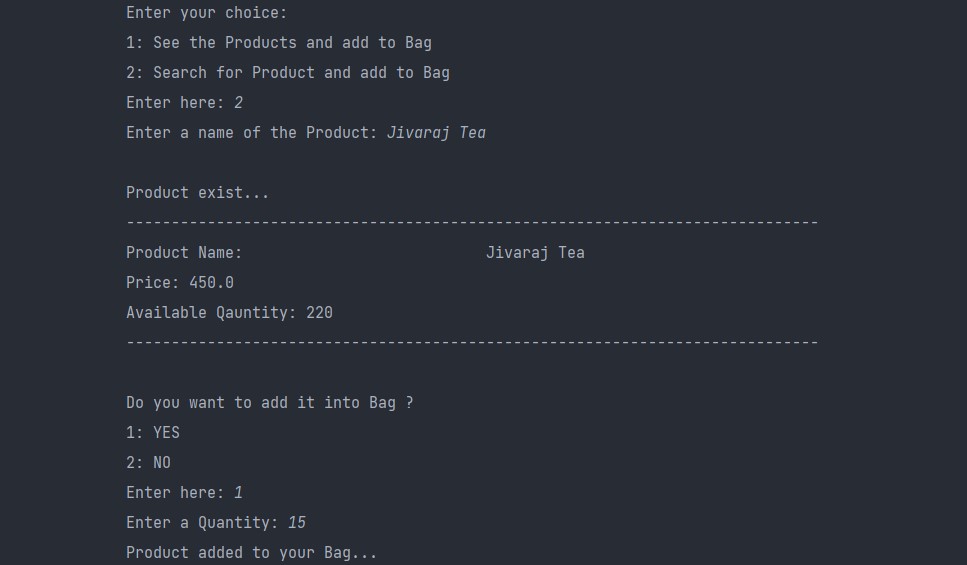 Enter your choice:
1: See the Products and add to Bag
2: Search for Product and add to Bag
Enter here: 2
Enter a name of the Product: Jivaraj Tea
Product exist...
-----------------------------------------------------------------------------
Product Name:                           Jivaraj Tea
Price: 450.0
Available Qauntity: 220
-----------------------------------------------------------------------------
Do you want to add it into Bag ?
1: YES
2: NO
Enter here: 1
Enter a Quantity: 15
Product added to your Bag...